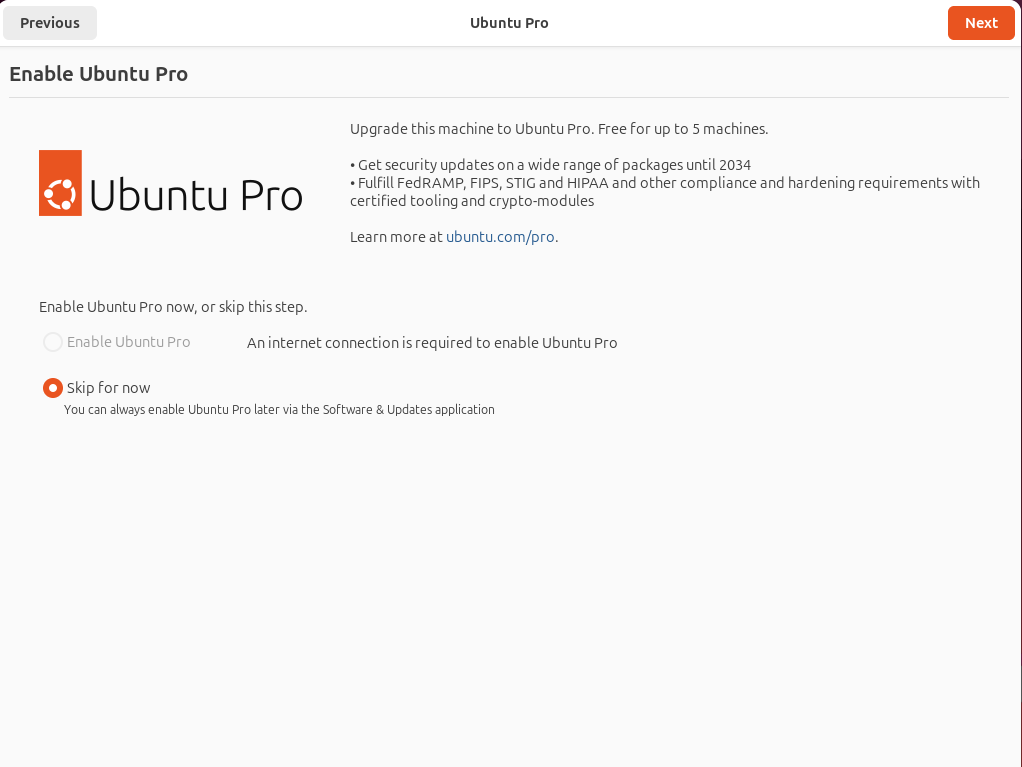 Previous
Ubuntu Pro
Next
Enable Ubuntu Pro
Ubuntu Pro
Upgrade this machine to Ubuntu Pro. Free for up to 5 machines.
• Get security updates on a wide range of packages until 2034
• Fulfill FedRAMP, FIPS, STIG and HIPAA and other compliance and hardening requirements with
certified tooling and crypto-modules
Learn more at ubuntu.com/pro.
Enable Ubuntu Pro now, or skip this step.
Enable Ubuntu Pro
An internet connection is required to enable Ubuntu Pro
Skip for now
You can always enable Ubuntu Pro later via the Software & Updates application